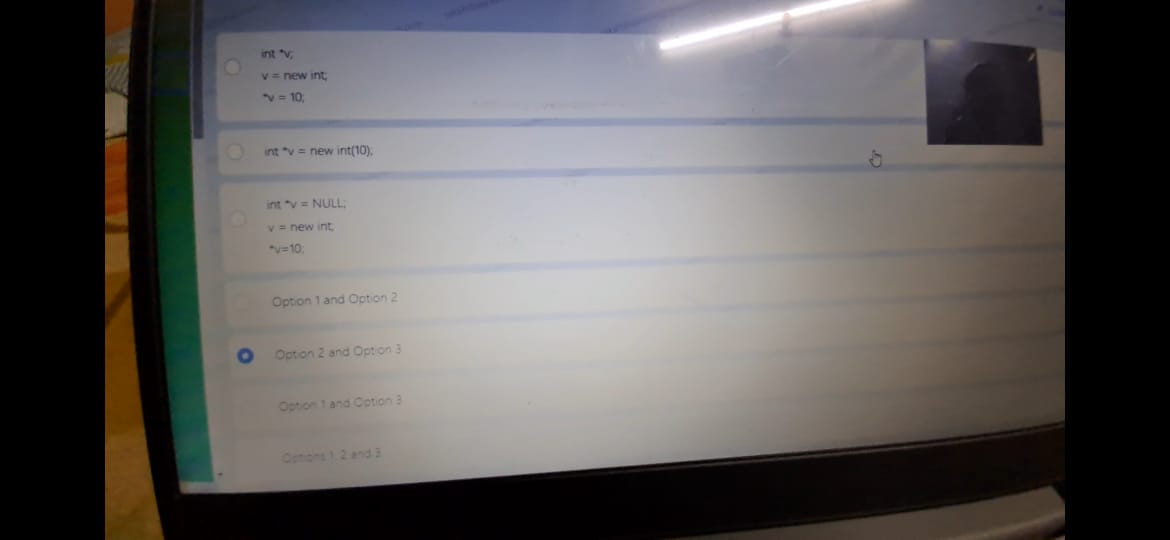 int *v;
v = new int;
*v = 10;
int *v = new int(10);
int *v = NULL;
v = new int;
*v=10;
Option 1 and Option 2
Option 2 and Option 3
Option 1 and Option 3
Options 1, 2 and 3